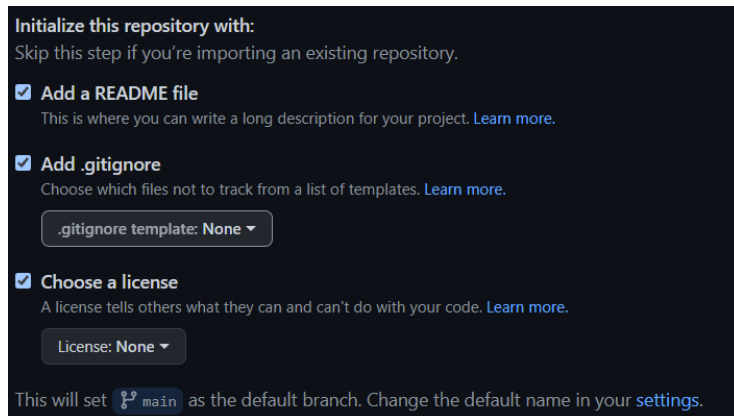 Initialize this repository with:
Skip this step if you're importing an existing repository.
Add a README file
This is where you can write a long description for your project. Learn more.
Add .gitignore
Choose which files not to track from a list of templates. Learn more.
.gitignore template: None
Choose a license
A license tells others what they can and can't do with your code. Learn more.
License: None
This will set main as the default branch. Change the default name in your settings.